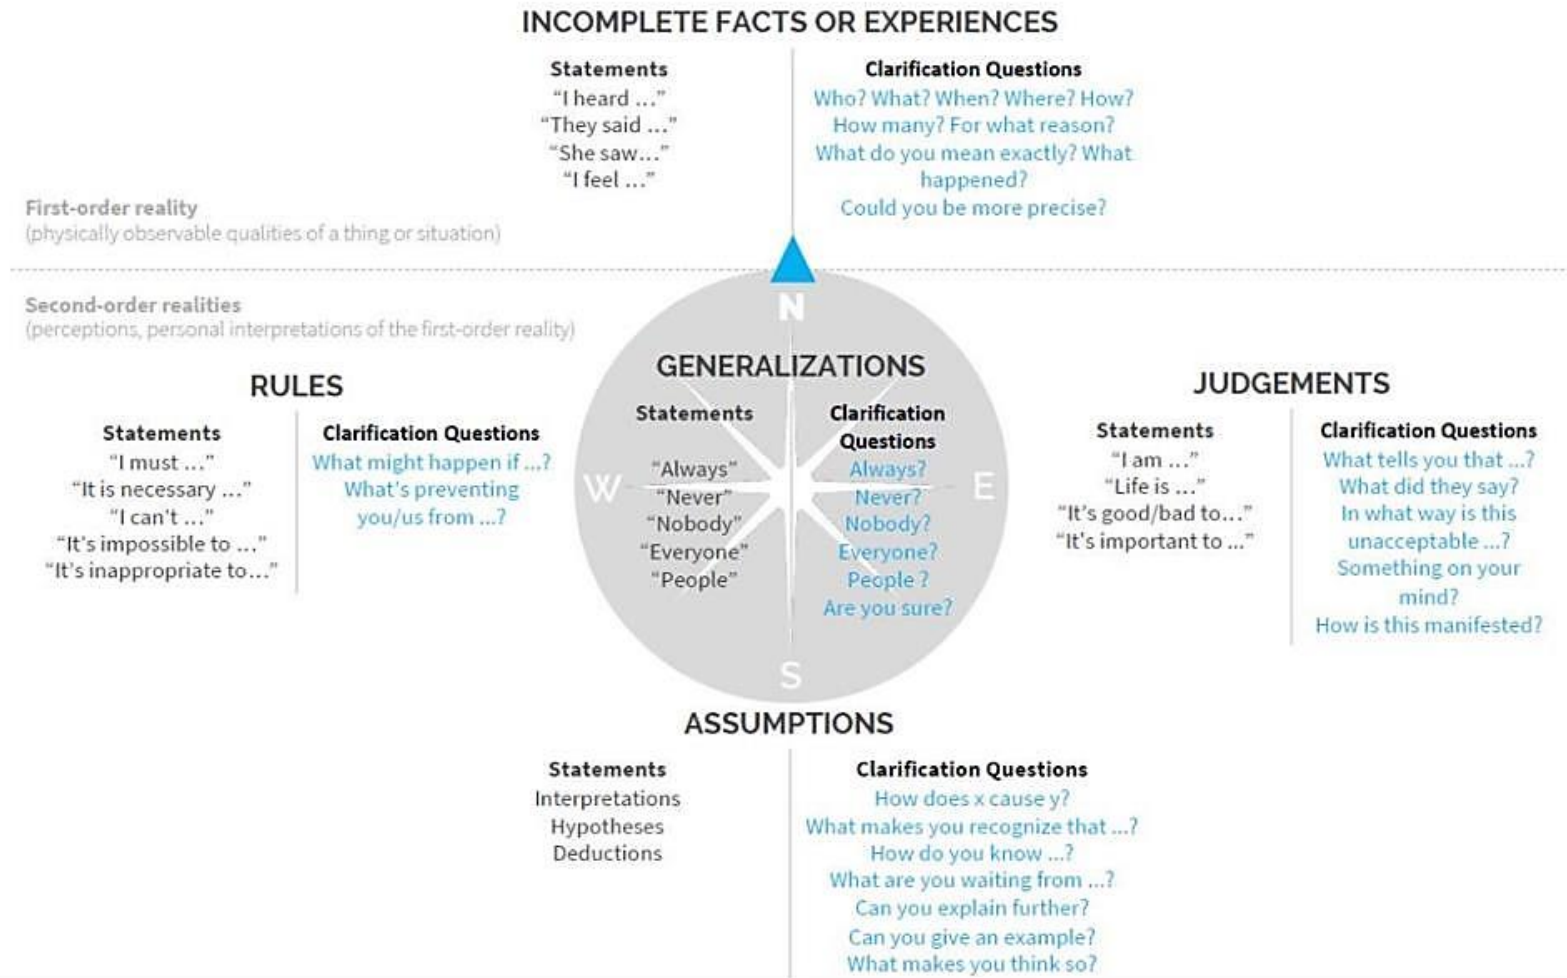 INCOMPLETE FACTS OR EXPERIENCES
Statements
“I heard ...”
“They said ...”
“She saw...”
“I feel ...”
Clarification Questions
Who? What? When? Where? How?
How many? For what reason?
What do you mean exactly? What
happened?
Could you be more precise?
First-order reality
(physically observable qualities of a thing or situation)
Second-order realities
(perceptions, personal interpretations of the first-order reality)
N
RULES
Statements
“I must ...”
“It is necessary ...”
“I can't ...”
“It's impossible to ...”
“It's inappropriate to...”
Clarification Questions
What might happen if ...?
What's preventing
you/us from ...?
W
GENERALIZATIONS
Statements
“Always”
“Never”
“Nobody”
“Everyone”
“People”
Clarification
Questions
Always?
Never?
Nobody?
Everyone?
People ?
Are you sure?
E
JUDGEMENTS
Statements
“I am ...”
“Life is ...”
“It's good/bad to...”
“It's important to ...”
Clarification Questions
What tells you that ...?
What did they say?
In what way is this
unacceptable ...?
Something on your
mind?
How is this manifested?
S
ASSUMPTIONS
Statements
Interpretations
Hypotheses
Deductions
Clarification Questions
How does x cause y?
What makes you recognize that ...?
How do you know ...?
What are you waiting from ...?
Can you explain further?
Can you give an example?
What makes you think so?